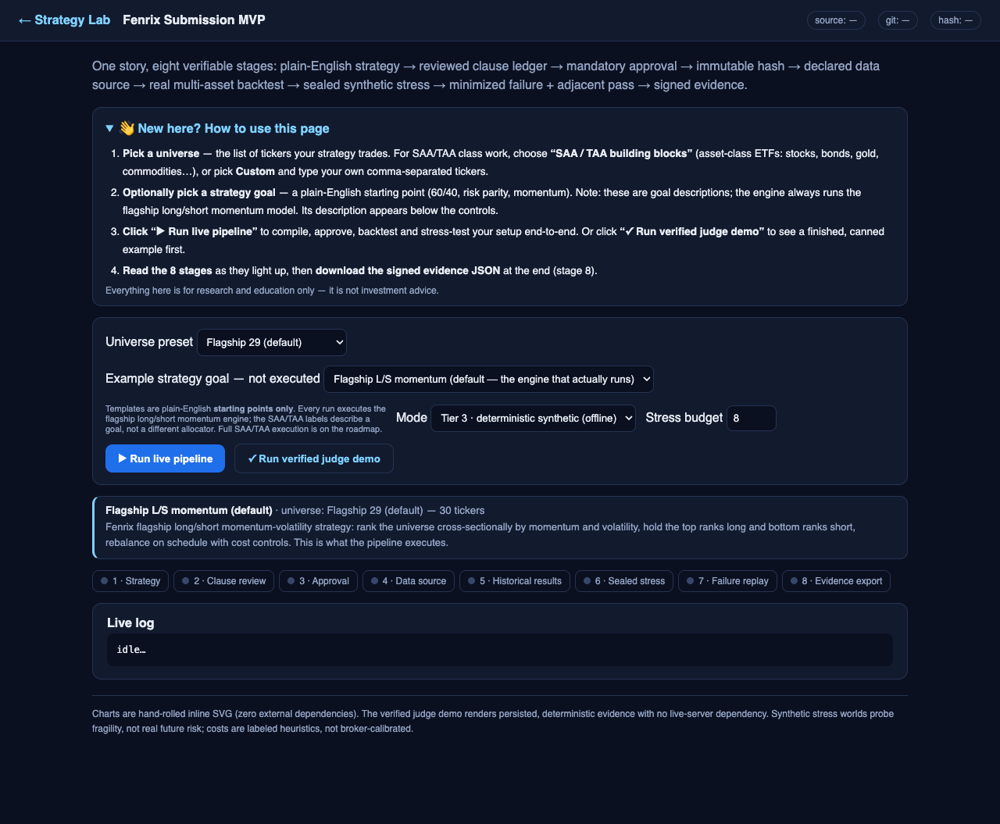 ← Strategy Lab Fenrix Submission MVP source: — git: — hash: —
One story, eight verifiable stages: plain-English strategy → reviewed clause ledger → mandatory approval → immutable hash → declared data
source → real multi-asset backtest → sealed synthetic stress → minimized failure + adjacent pass → signed evidence.
▼ 👋 New here? How to use this page
1. Pick a universe — the list of tickers your strategy trades. For SAA/TAA class work, choose “SAA / TAA building blocks” (asset-class ETFs: stocks, bonds, gold,
commodities…), or pick Custom and type your own comma-separated tickers.
2. Optionally pick a strategy goal — a plain-English starting point (60/40, risk parity, momentum). Note: these are goal descriptions; the engine always runs the
flagship long/short momentum model. Its description appears below the controls.
3. Click “▶ Run live pipeline” to compile, approve, backtest and stress-test your setup end-to-end. Or click “✓ Run verified judge demo” to see a finished, canned
example first.
4. Read the 8 stages as they light up, then download the signed evidence JSON at the end (stage 8).
Everything here is for research and education only — it is not investment advice.
Universe preset Flagship 29 (default)
Example strategy goal — not executed Flagship L/S momentum (default — the engine that actually runs)
Templates are plain-English starting points only. Every run executes the
flagship long/short momentum engine; the SAA/TAA labels describe a
goal, not a different allocator. Full SAA/TAA execution is on the roadmap.
Mode Tier 3 · deterministic synthetic (offline) Stress budget 8
▶ Run live pipeline ✓ Run verified judge demo
Flagship L/S momentum (default) · universe: Flagship 29 (default) — 30 tickers
Fenrix flagship long/short momentum-volatility strategy: rank the universe cross-sectionally by momentum and volatility, hold the top ranks long and bottom ranks short,
rebalance on schedule with cost controls. This is what the pipeline executes.
1 · Strategy 2 · Clause review 3 · Approval 4 · Data source 5 · Historical results 6 · Sealed stress 7 · Failure replay 8 · Evidence export
Live log
idle…
Charts are hand-rolled inline SVG (zero external dependencies). The verified judge demo renders persisted, deterministic evidence with no live-server dependency. Synthetic stress worlds probe
fragility, not real future risk; costs are labeled heuristics, not broker-calibrated.